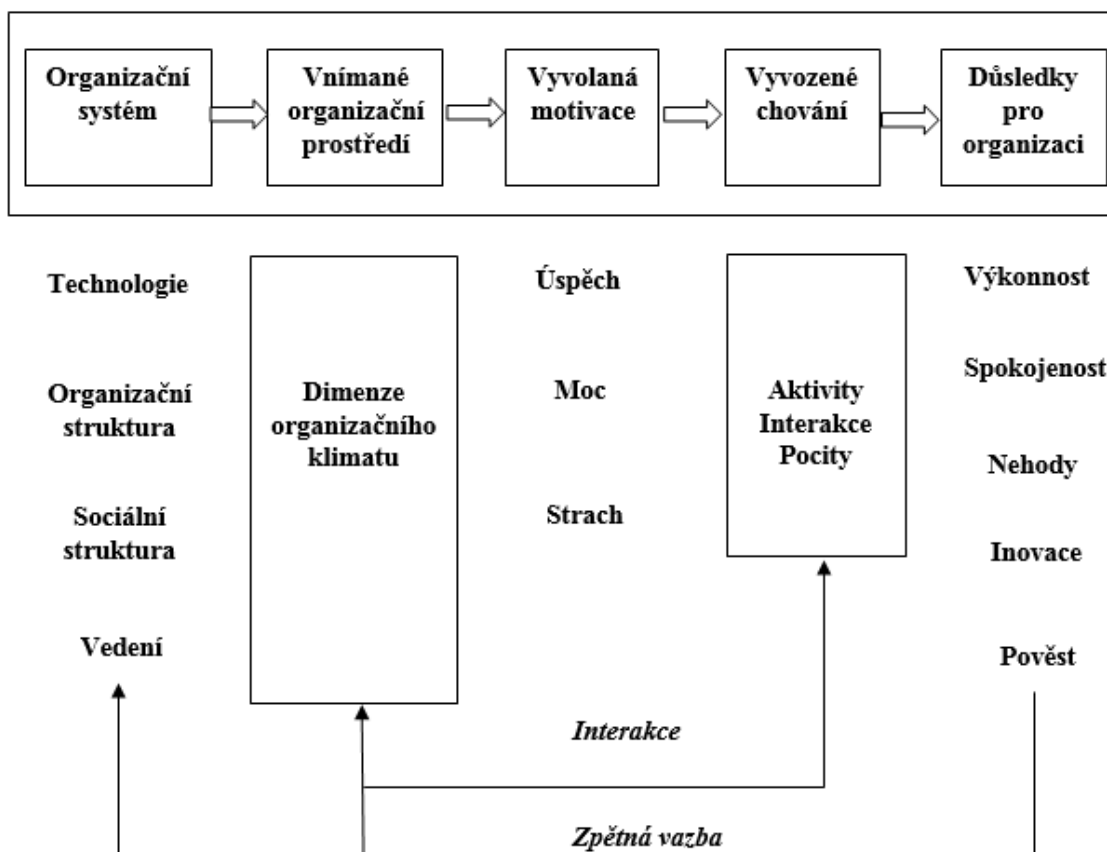 Organizační
systém
Vnímané
organizační
prostředí
Vyvolaná
motivace
Vyvozené
chování
Důsledky
pro
organizaci
Technologie
Organizační
struktura
Sociální
struktura
Vedení
Dimenze
organizačního
klimatu
Úspěch
Moc
Strach
Aktivity
Interakce
Pocity
Výkonnost
Spokojenost
Nehody
Inovace
Pověst
Interakce
Zpětná vazba